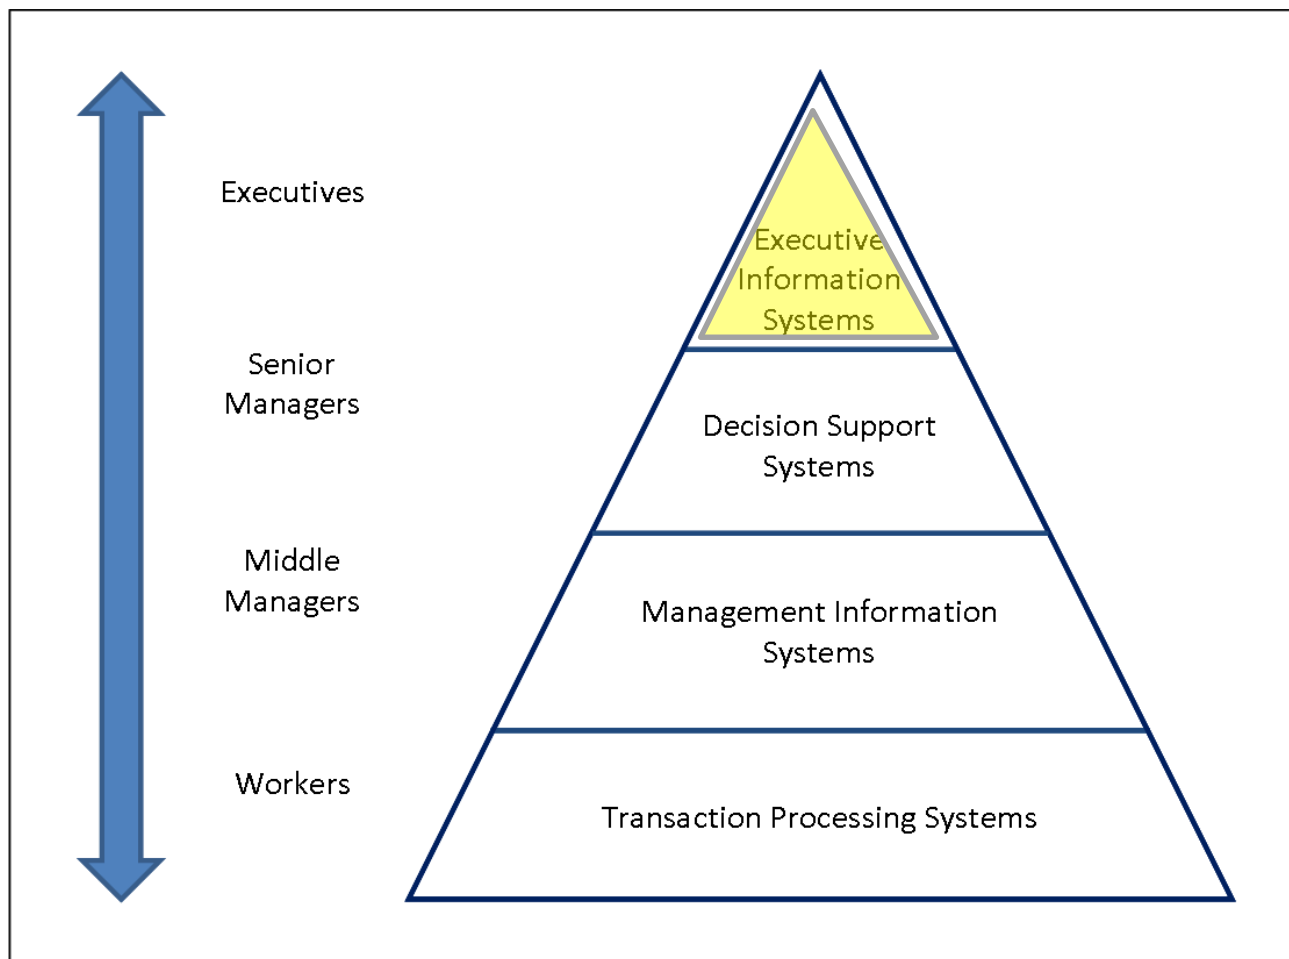 Executives
Executive
Information
Systems
Senior
Managers
Decision Support
Systems
Middle
Managers
Management Information
Systems
Workers
Transaction Processing Systems